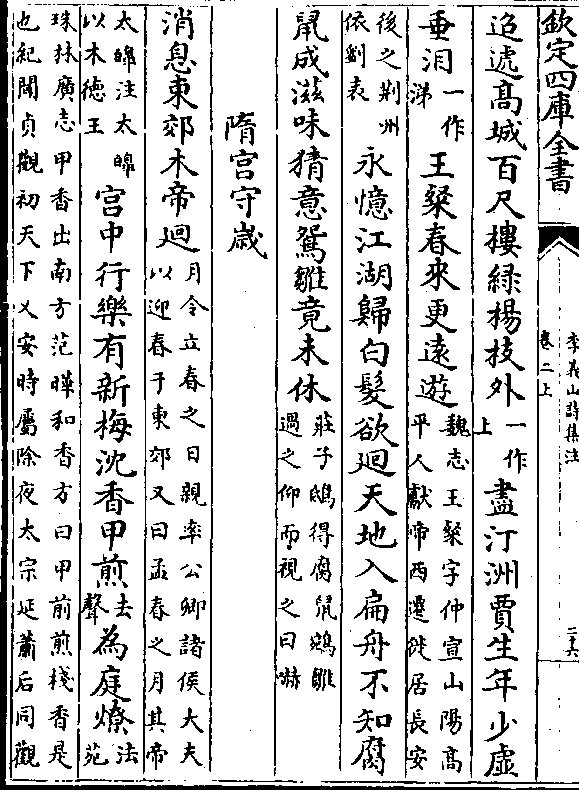 欽定四庫全書
李義山詩集注
卷二上
二十六
迢遞高城百尺樓綠楊枝外一作上盡汀洲賈生年少虛
垂泪一作涕王粲春來更遠遊魏志王粲字仲宣山陽高平人獻帝西遷徙居長安
後之荆州依劉表永憶江湖歸白髮欲迴天地入扁舟不知腐
鼠成滋味猜意鴛雛竟未休莊子鴟得腐鼠鵷雛過之仰而視之曰嚇
隋宮守歲
消息東郊木帝迴月令立春之日親率公卿諸侯大夫以迎春于東郊又曰孟春之月其帝
太皥注太皥以木德王宮中行樂有新梅沈香甲煎去聲為庭燎法苑
珠林廣志甲香出南方范曄和香方曰甲前煎棧香是
也紀聞貞觀初天下乂安時屬除夜太宗延蕭后同觀